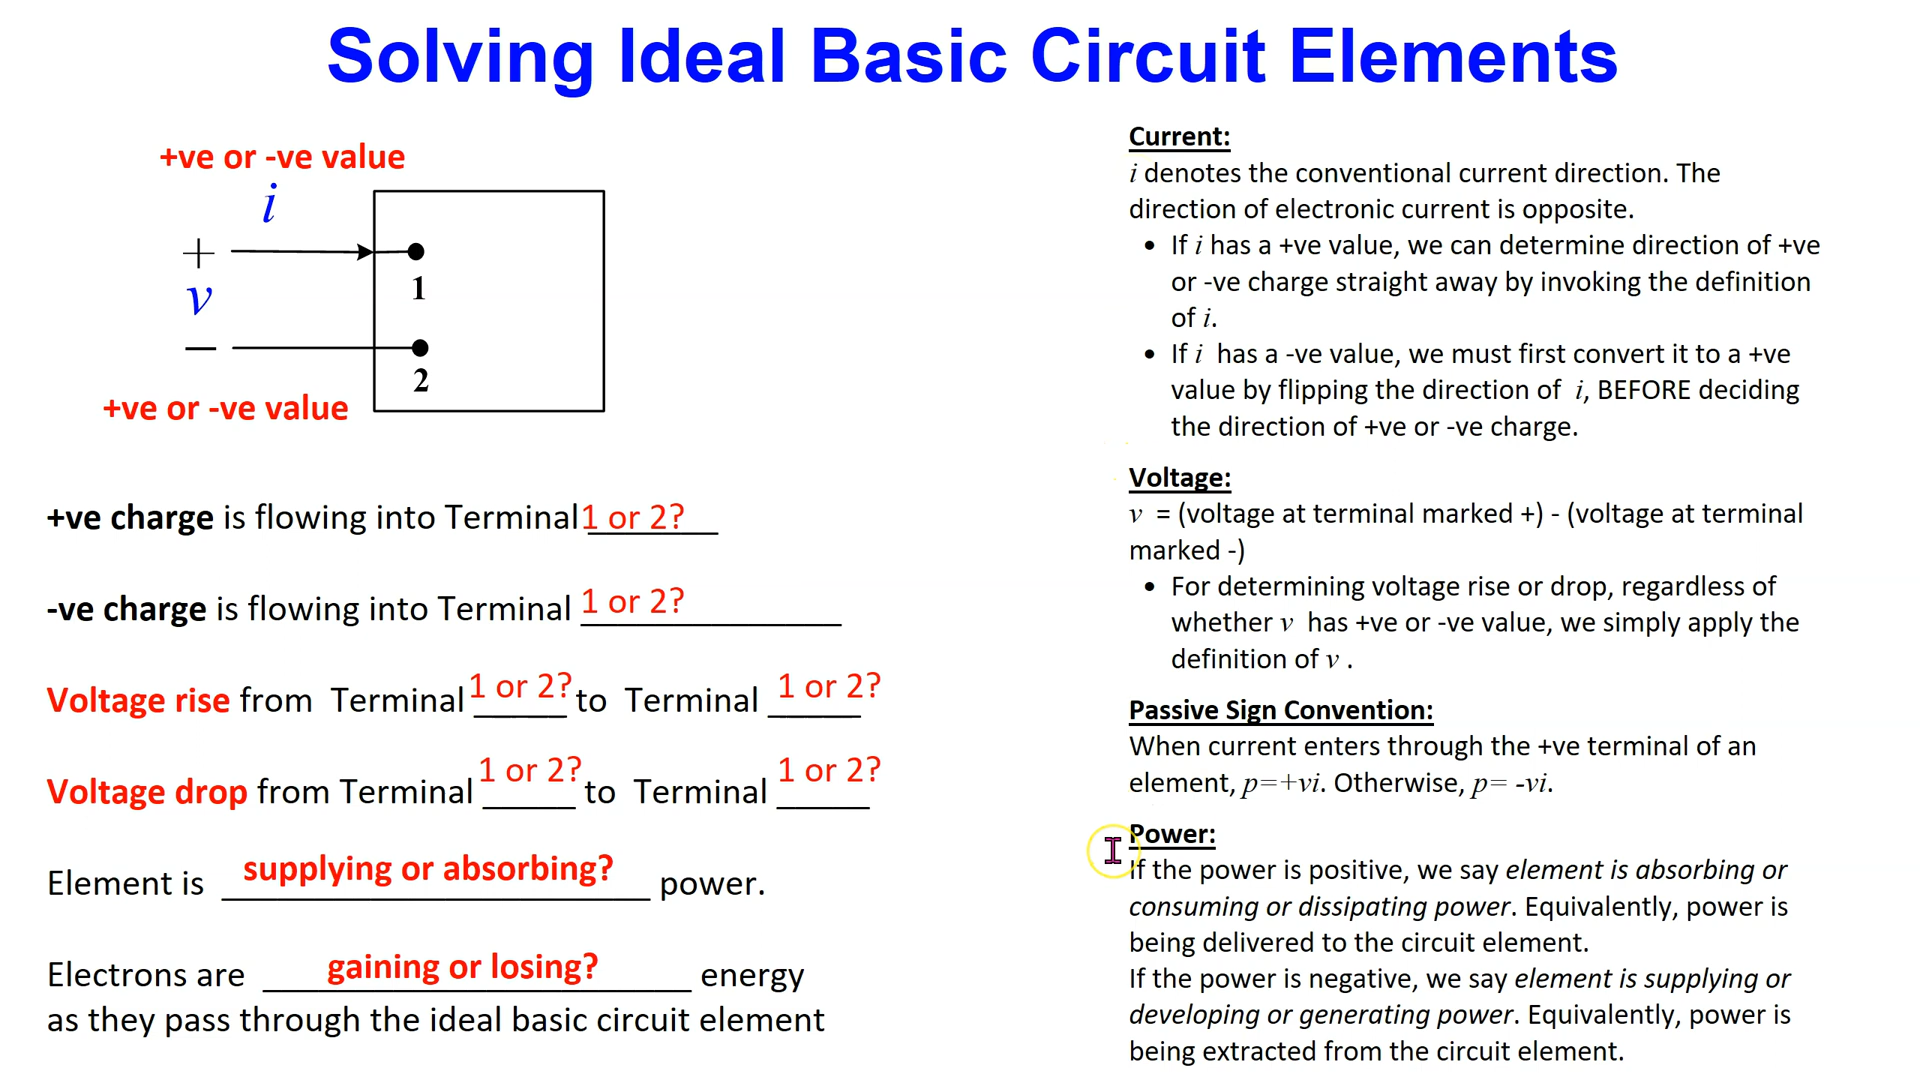 Solving Ideal Basic Circuit Elements
+ve or -ve value
i
+
v
–
1
2
+ve or -ve value
+ve charge is flowing into Terminal 1 or 2?
-ve charge is flowing into Terminal 1 or 2?
Voltage rise from Terminal 1 or 2? to Terminal 1 or 2?
Voltage drop from Terminal 1 or 2? to Terminal 1 or 2?
Element is supplying or absorbing? power.
Electrons are gaining or losing? energy
as they pass through the ideal basic circuit element
Current:
i denotes the conventional current direction. The
direction of electronic current is opposite.
• If i has a +ve value, we can determine direction of +ve
or -ve charge straight away by invoking the definition
of i.
• If i has a -ve value, we must first convert it to a +ve
value by flipping the direction of i, BEFORE deciding
the direction of +ve or -ve charge.
Voltage:
v = (voltage at terminal marked +) - (voltage at terminal
marked -)
• For determining voltage rise or drop, regardless of
whether v has +ve or -ve value, we simply apply the
definition of v .
Passive Sign Convention:
When current enters through the +ve terminal of an
element, p=+vi. Otherwise, p= -vi.
Power:
If the power is positive, we say element is absorbing or
consuming or dissipating power. Equivalently, power is
being delivered to the circuit element.
If the power is negative, we say element is supplying or
developing or generating power. Equivalently, power is
being extracted from the circuit element.